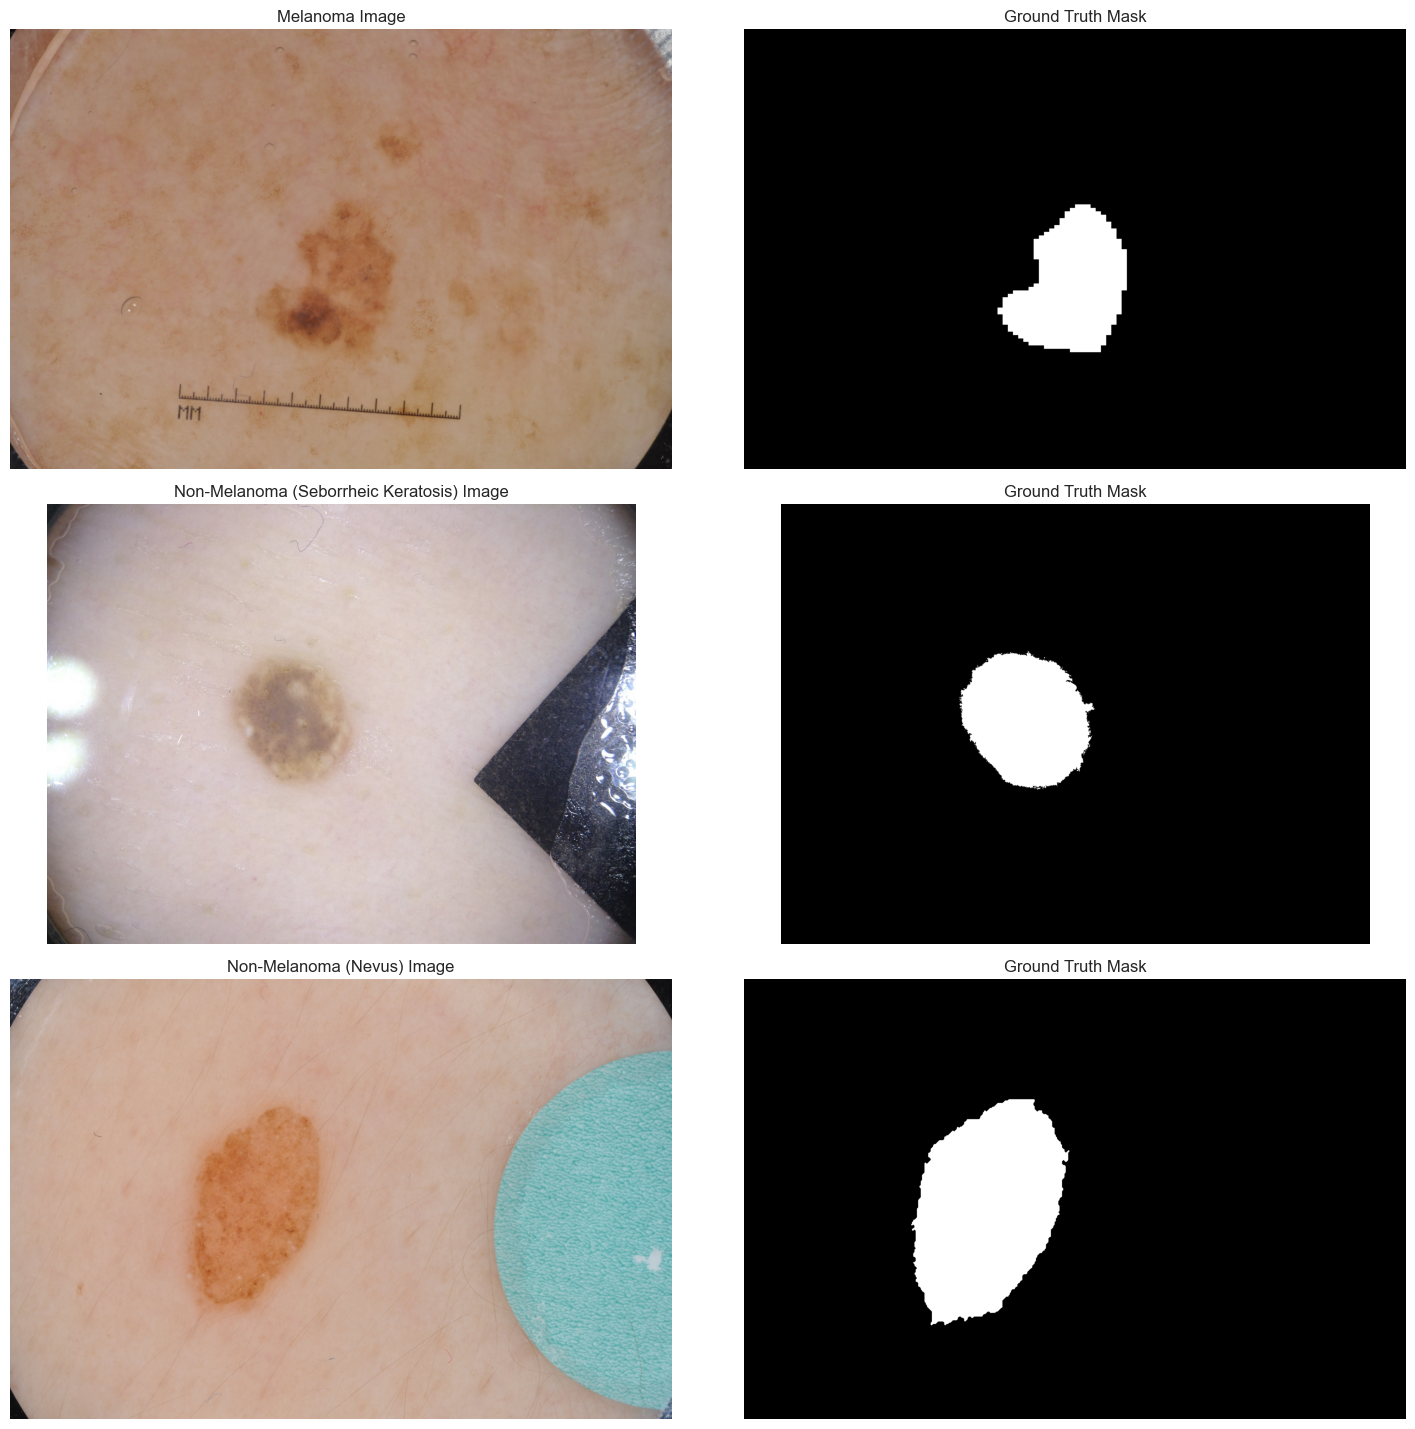 Melanoma Image
Ground Truth Mask
MM
Non-Melanoma (Seborrheic Keratosis) Image
Ground Truth Mask
Non-Melanoma (Nevus) Image
Ground Truth Mask